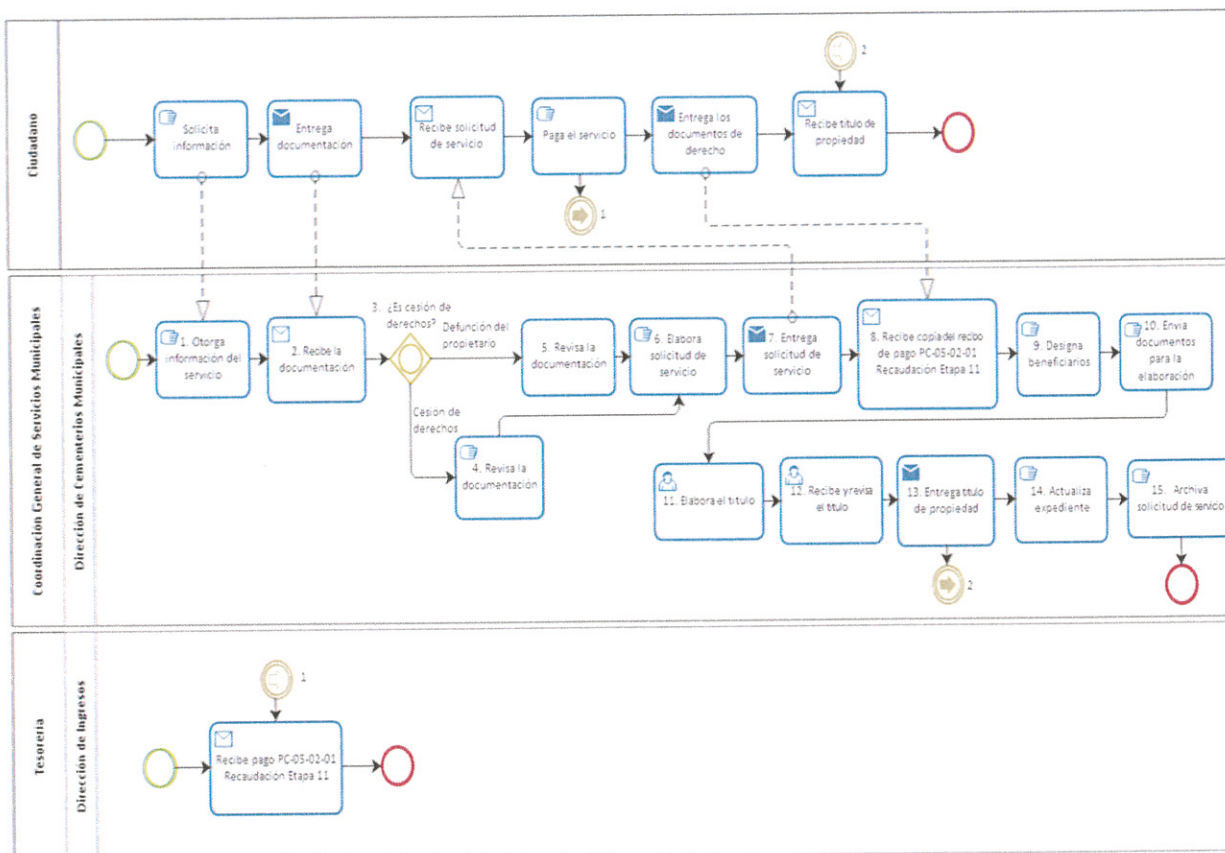 Ciudadano
Solicita
información
Entrega
documentación
Recibe solicitud
de servicio
Paga el servicio
1
Entrega los
documentos de
derecho
2
Recibe título de
propiedad
Coordinación General de Servicios Municipales
Dirección de Cementerios Municipales
1. Otorga
información del
servicio
2. Recibe la
documentación
3. ¿Es cesión de
derechos?
Defunción del
propietario
Cesión de
derechos
4. Revisa la
documentación
5. Revisa la
documentación
6. Elabora
solicitud de
servicio
7. Entrega
solicitud de
servicio
8. Recibe copia del recibo
de pago PC-05-02-01
Recaudación Etapa 11
9. Designa
beneficiarios
10. Envia
documentos
para la
elaboración
11. Elabora el titulo
12. Recibe y revisa
el titulo
13. Entrega titulo
de propiedad
2
14. Actualiza
expediente
15. Archiva
solicitud de servicio
Tesorería
Dirección de Ingresos
1
Recibe pago PC-05-02-01
Recaudación Etapa 11